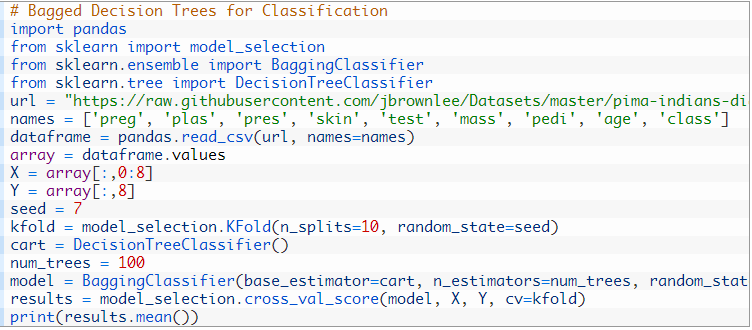 # Bagged Decision Trees for Classification
import pandas
from sklearn import model_selection
from sklearn.ensemble import BaggingClassifier
from sklearn.tree import DecisionTreeClassifier
url = "https://raw.githubusercontent.com/jbrownlee/Datasets/master/pima-indians-di
names = ['preg', 'plas', 'pres', 'skin', 'test', 'mass', 'pedi', 'age', 'class']
dataframe = pandas.read_csv(url, names=names)
array = dataframe.values
X = array[:,0:8]
Y = array[:,8]
seed = 7
kfold = model_selection.KFold(n_splits=10, random_state=seed)
cart = DecisionTreeClassifier()
num_trees = 100
model = BaggingClassifier(base_estimator=cart, n_estimators=num_trees, random_stat
results = model_selection.cross_val_score(model, X, Y, cv=kfold)
print(results.mean())